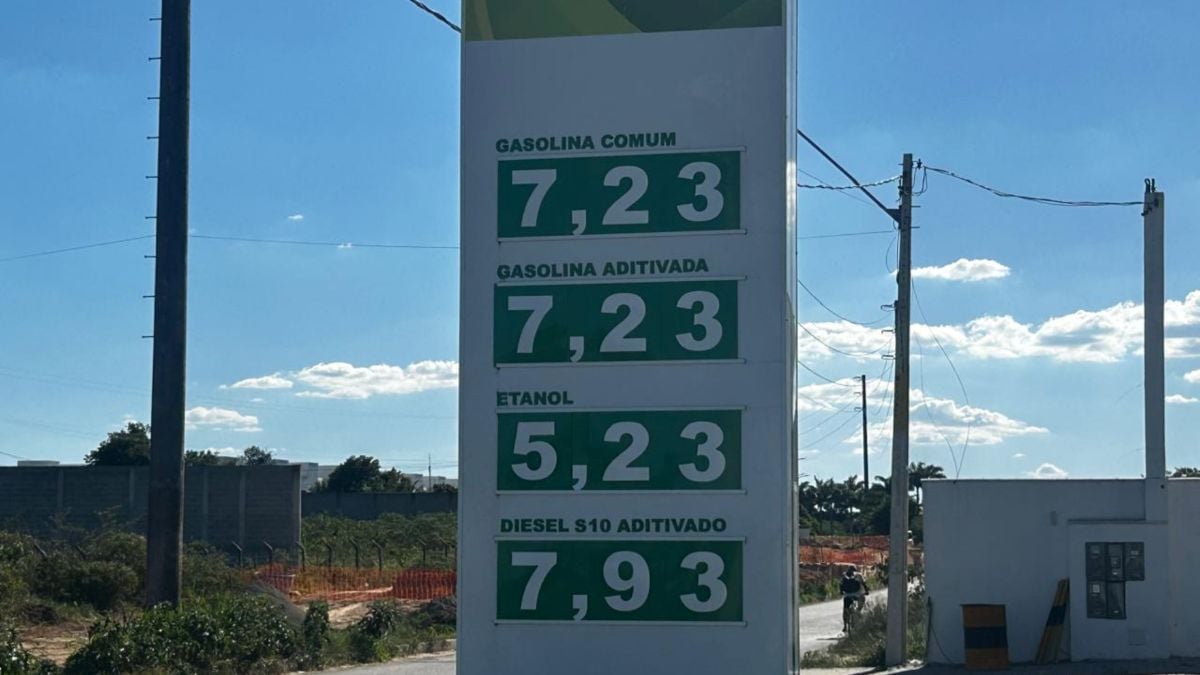 GASOLINA COMUM
7,23
GASOLINA ADITIVADA
7,23
ETANOL
5,23
DIESEL S10 ADITIVADO
7,93